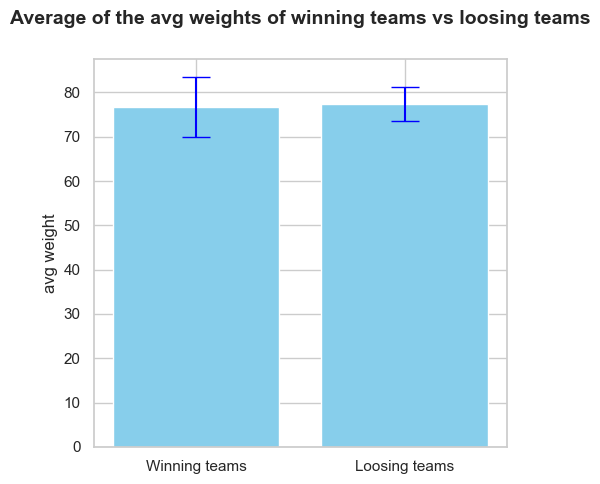 Average of the avg weights of winning teams vs loosing teams
80
70
60
50
40
30
20
10
0
avg weight
Winning teams
Loosing teams